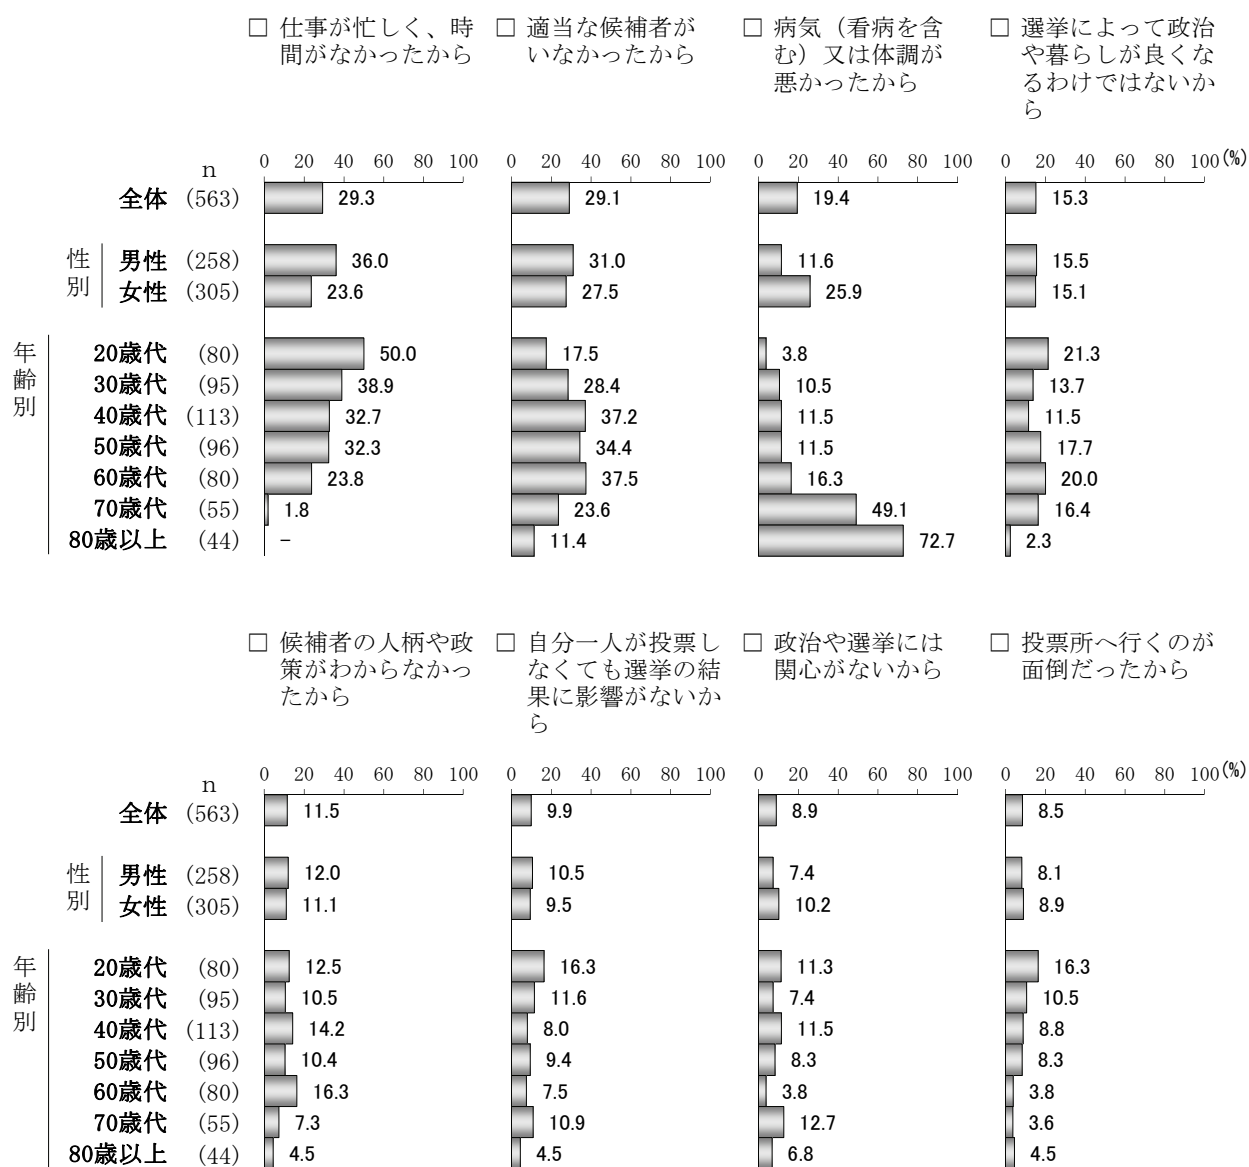 □ 仕事が忙しく、時
間がなかったから
□ 適当な候補者が
いなかったから
□ 病気（看病を含
む）又は体調が
悪かったから
□ 選挙によって政治
や暮らしが良くな
るわけではないか
ら
n 0 20 40 60 80 100 0 20 40 60 80 100 0 20 40 60 80 100 0 20 40 60 80 100 (%)
全体 (563) 29.3 29.1 19.4 15.3
性別
男性 (258) 36.0 31.0 11.6 15.5
女性 (305) 23.6 27.5 25.9 15.1
年齢別
20歳代 (80) 50.0 17.5 3.8 21.3
30歳代 (95) 38.9 28.4 10.5 13.7
40歳代 (113) 32.7 37.2 11.5 11.5
50歳代 (96) 32.3 34.4 11.5 17.7
60歳代 (80) 23.8 37.5 16.3 20.0
70歳代 (55) 1.8 23.6 49.1 16.4
80歳以上 (44) － 11.4 72.7 2.3
□ 候補者の人柄や政
策がわからなかっ
たから
□ 自分一人が投票し
なくても選挙の結
果に影響がないか
ら
□ 政治や選挙には
関心がないから
□ 投票所へ行くのが
面倒だったから
n 0 20 40 60 80 100 0 20 40 60 80 100 0 20 40 60 80 100 0 20 40 60 80 100 (%)
全体 (563) 11.5 9.9 8.9 8.5
性別
男性 (258) 12.0 10.5 7.4 8.1
女性 (305) 11.1 9.5 10.2 8.9
年齢別
20歳代 (80) 12.5 16.3 11.3 16.3
30歳代 (95) 10.5 11.6 7.4 10.5
40歳代 (113) 14.2 8.0 11.5 8.8
50歳代 (96) 10.4 9.4 8.3 8.3
60歳代 (80) 16.3 7.5 3.8 3.8
70歳代 (55) 7.3 10.9 12.7 3.6
80歳以上 (44) 4.5 4.5 6.8 4.5